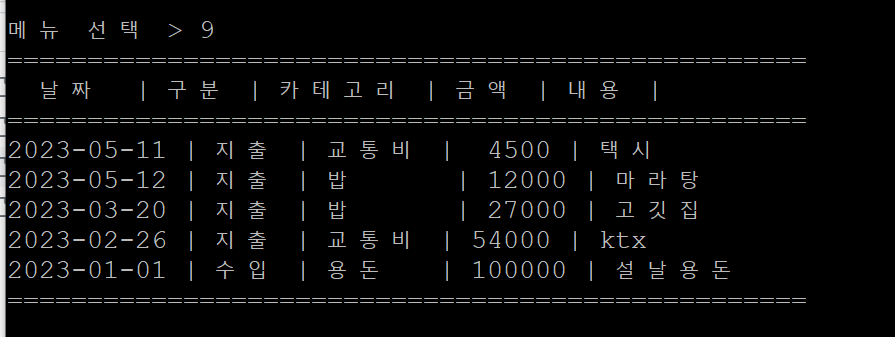 메뉴 선택 > 9
==================================================
날짜 | 구분 | 카테고리 | 금액 | 내용 |
==================================================
2023-05-11 | 지출 | 교통비 | 4500 | 택시
2023-05-12 | 지출 | 밥 | 12000 | 마라탕
2023-03-20 | 지출 | 밥 | 27000 | 고깃집
2023-02-26 | 지출 | 교통비 | 54000 | ktx
2023-01-01 | 수입 | 용돈 | 100000 | 설날용돈
==================================================